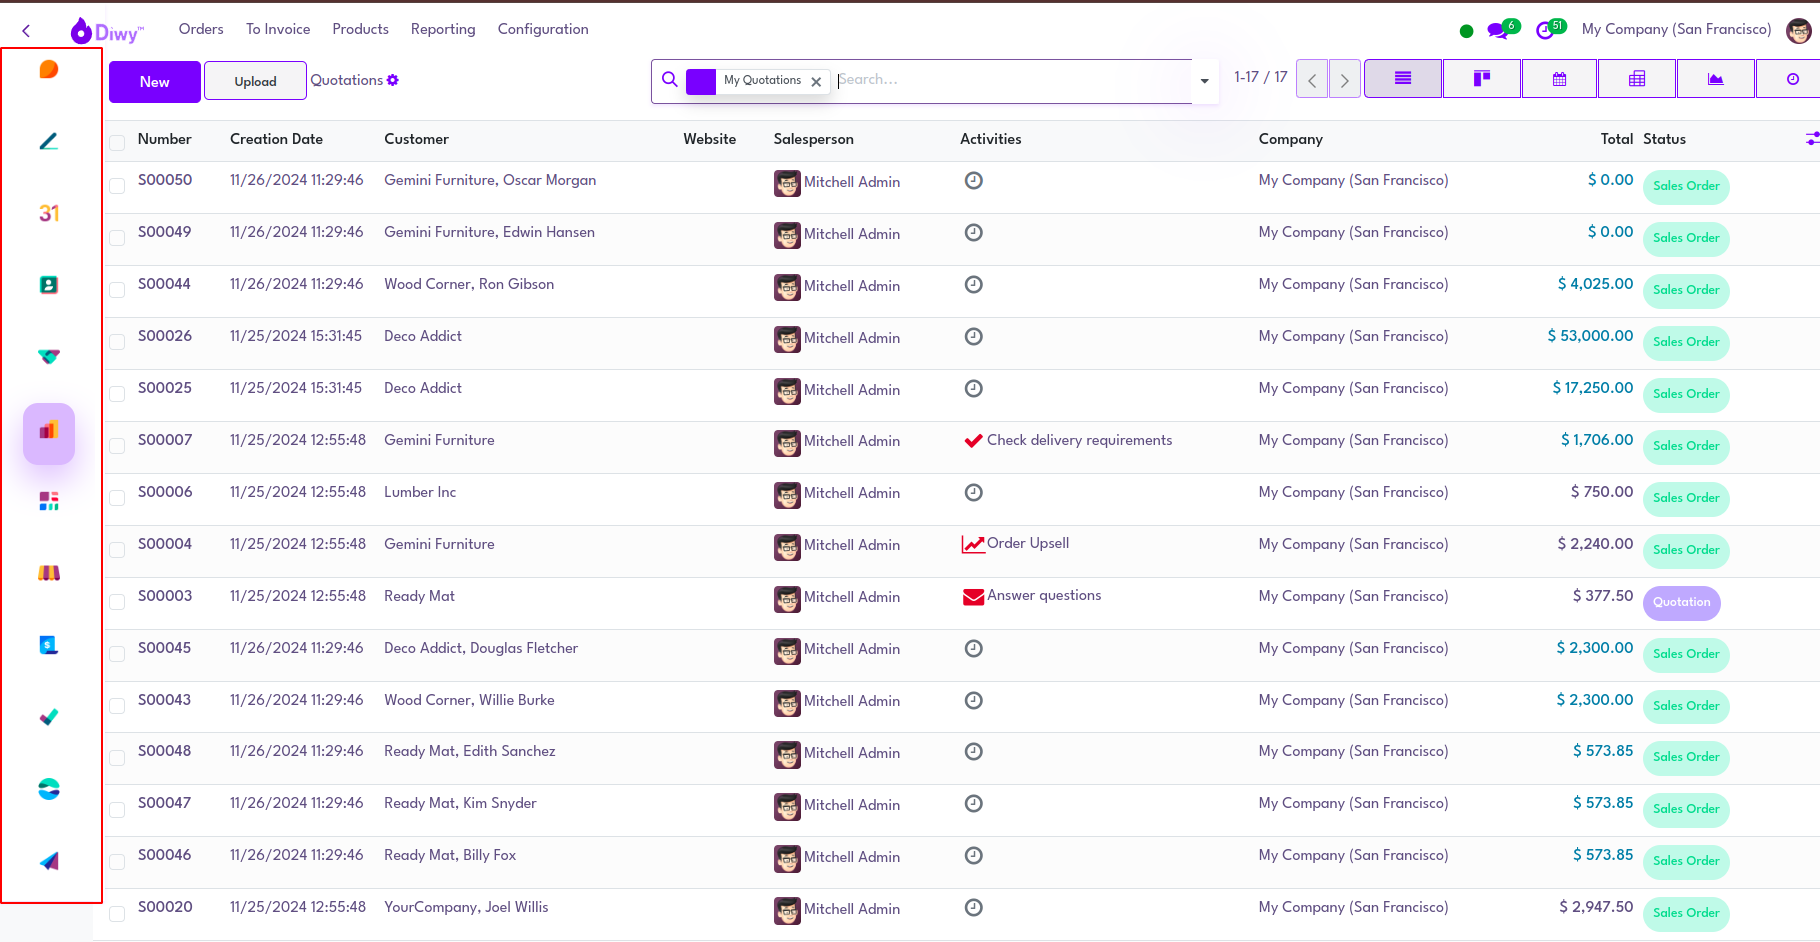 Diwy™ Orders To Invoice Products Reporting Configuration 6 51 My Company (San Francisco)
New Upload Quotations My Quotations Search... 1-17 / 17
31
Number Creation Date Customer Website Salesperson Activities Company Total Status
S00050 11/26/2024 11:29:46 Gemini Furniture, Oscar Morgan Mitchell Admin My Company (San Francisco) $ 0.00 Sales Order
S00049 11/26/2024 11:29:46 Gemini Furniture, Edwin Hansen Mitchell Admin My Company (San Francisco) $ 0.00 Sales Order
S00044 11/26/2024 11:29:46 Wood Corner, Ron Gibson Mitchell Admin My Company (San Francisco) $ 4,025.00 Sales Order
S00026 11/25/2024 15:31:45 Deco Addict Mitchell Admin My Company (San Francisco) $ 53,000.00 Sales Order
S00025 11/25/2024 15:31:45 Deco Addict Mitchell Admin My Company (San Francisco) $ 17,250.00 Sales Order
S00007 11/25/2024 12:55:48 Gemini Furniture Mitchell Admin Check delivery requirements My Company (San Francisco) $ 1,706.00 Sales Order
S00006 11/25/2024 12:55:48 Lumber Inc Mitchell Admin My Company (San Francisco) $ 750.00 Sales Order
S00004 11/25/2024 12:55:48 Gemini Furniture Mitchell Admin Order Upsell My Company (San Francisco) $ 2,240.00 Sales Order
S00003 11/25/2024 12:55:48 Ready Mat Mitchell Admin Answer questions My Company (San Francisco) $ 377.50 Quotation
S00045 11/26/2024 11:29:46 Deco Addict, Douglas Fletcher Mitchell Admin My Company (San Francisco) $ 2,300.00 Sales Order
S00043 11/26/2024 11:29:46 Wood Corner, Willie Burke Mitchell Admin My Company (San Francisco) $ 2,300.00 Sales Order
S00048 11/26/2024 11:29:46 Ready Mat, Edith Sanchez Mitchell Admin My Company (San Francisco) $ 573.85 Sales Order
S00047 11/26/2024 11:29:46 Ready Mat, Kim Snyder Mitchell Admin My Company (San Francisco) $ 573.85 Sales Order
S00046 11/26/2024 11:29:46 Ready Mat, Billy Fox Mitchell Admin My Company (San Francisco) $ 573.85 Sales Order
S00020 11/25/2024 12:55:48 YourCompany, Joel Willis Mitchell Admin My Company (San Francisco) $ 2,947.50 Sales Order